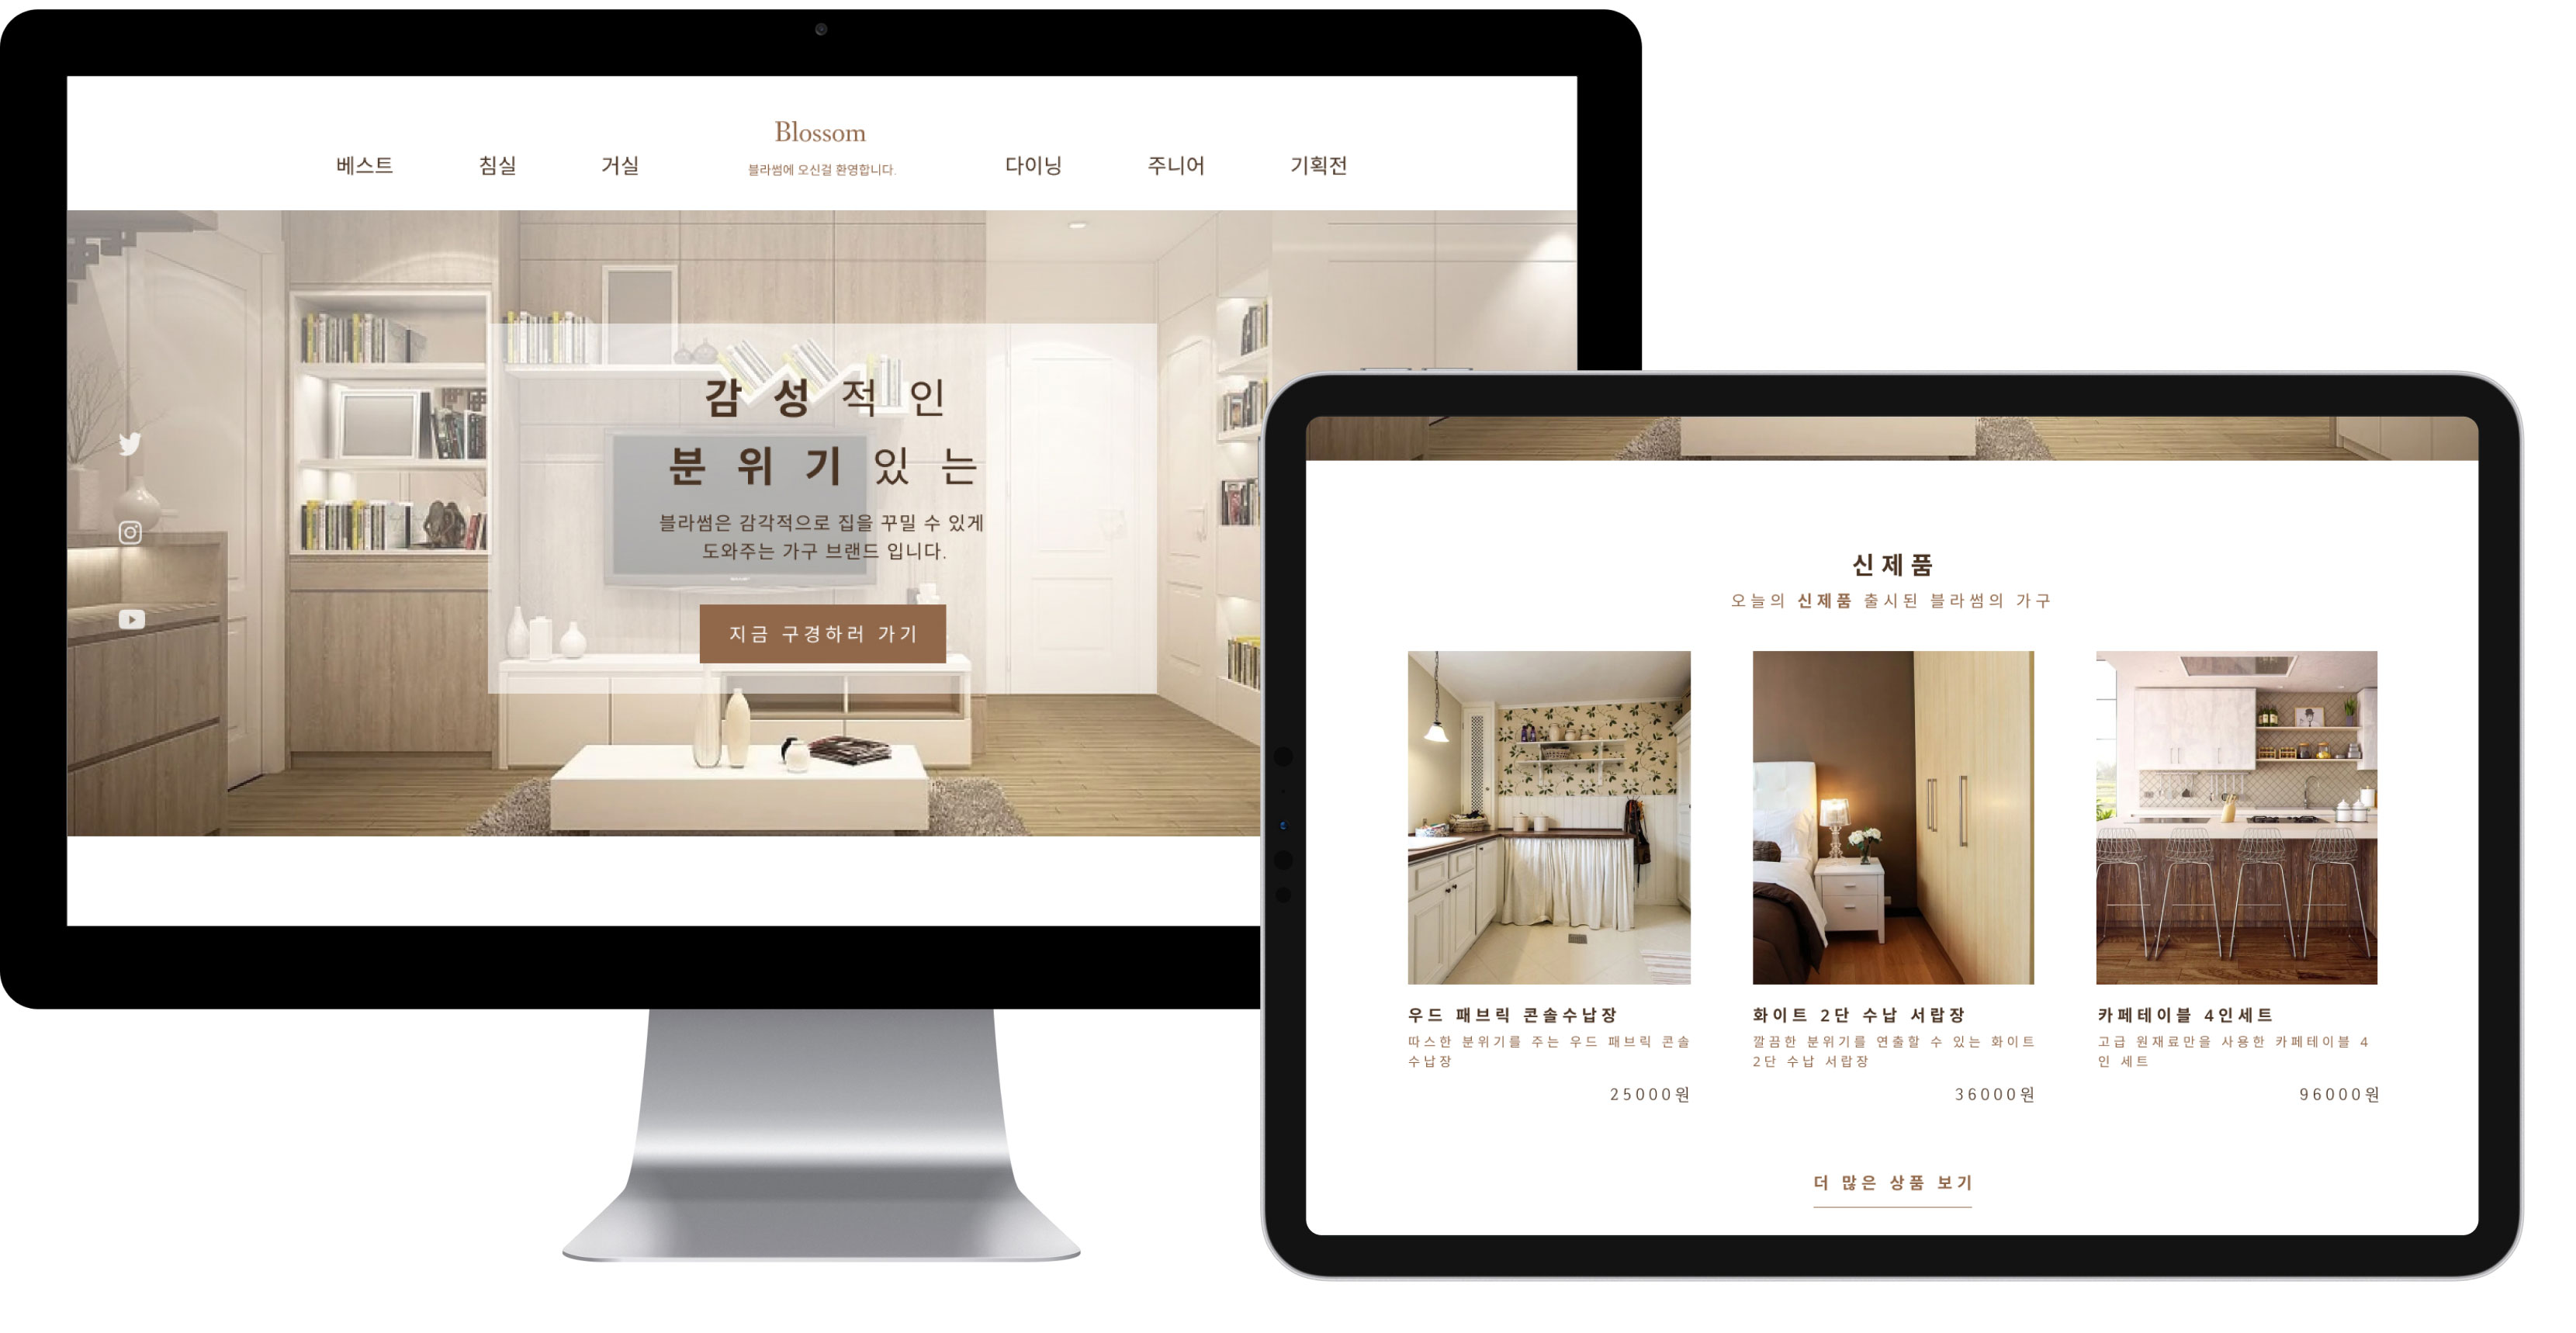 Blossom
베스트 침실 거실 블라썸에 오신걸 환영합니다. 다이닝 주니어 기획전
감성적인
분위기있는
블라썸은 감각적으로 집을 꾸밀 수 있게
도와주는 가구 브랜드 입니다.
지금 구경하러 가기
신제품
오늘의 신제품 출시된 블라썸의 가구
우드 패브릭 콘솔수납장
따스한 분위기를 주는 우드 패브릭 콘솔
수납장
25000원
화이트 2단 수납 서랍장
깔끔한 분위기를 연출할 수 있는 화이트
2단 수납 서랍장
36000원
카페테이블 4인세트
고급 원재료만을 사용한 카페테이블 4
인 세트
96000원
더 많은 상품 보기